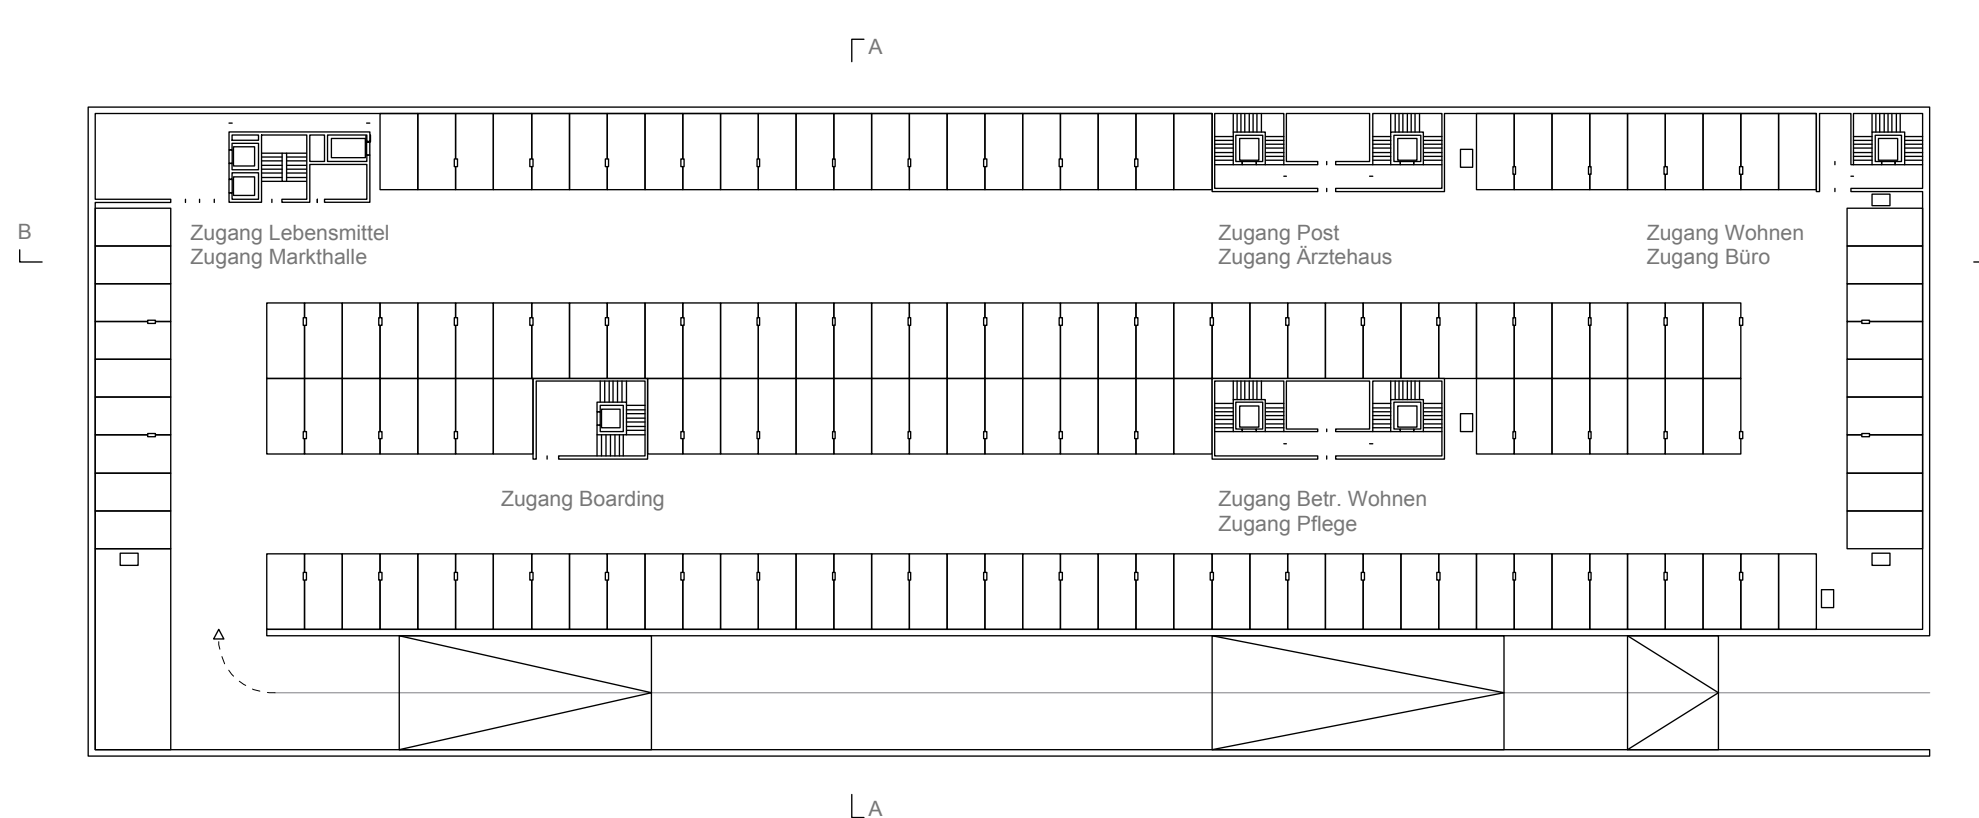 A
B
Zugang Lebensmittel
Zugang Markthalle
Zugang Post
Zugang Ärztehaus
Zugang Wohnen
Zugang Büro
Zugang Boarding
Zugang Betr. Wohnen
Zugang Pflege
A